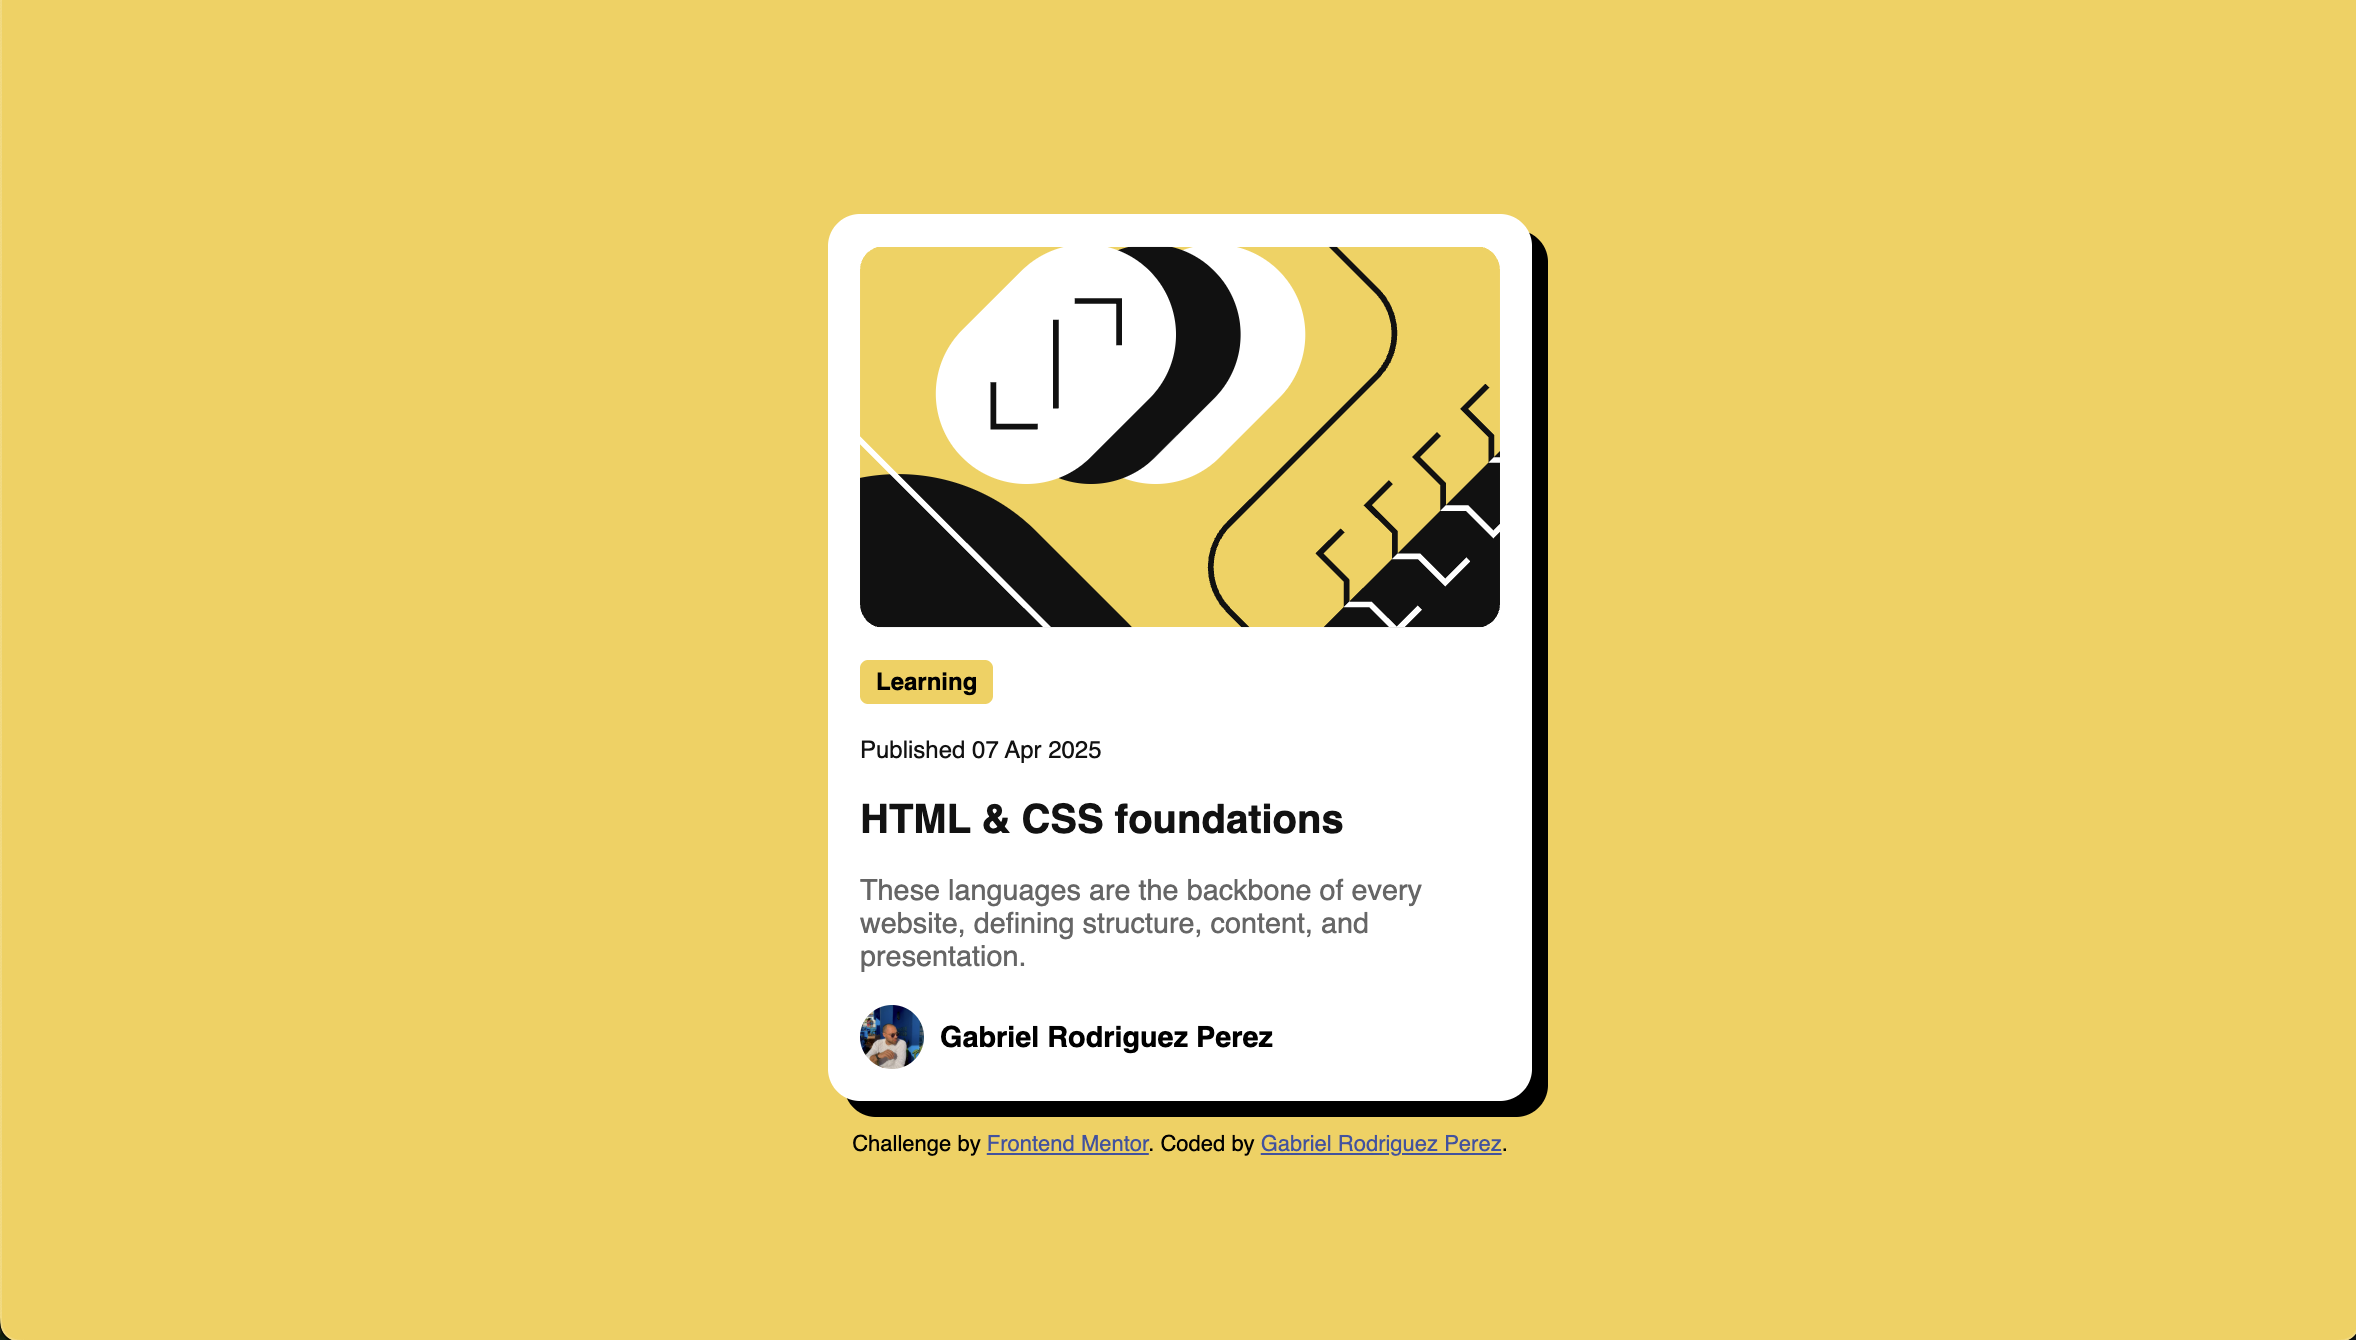 Learning
Published 07 Apr 2025
HTML & CSS foundations
These languages are the backbone of every
website, defining structure, content, and
presentation.
Gabriel Rodriguez Perez
Challenge by Frontend Mentor. Coded by Gabriel Rodriguez Perez.